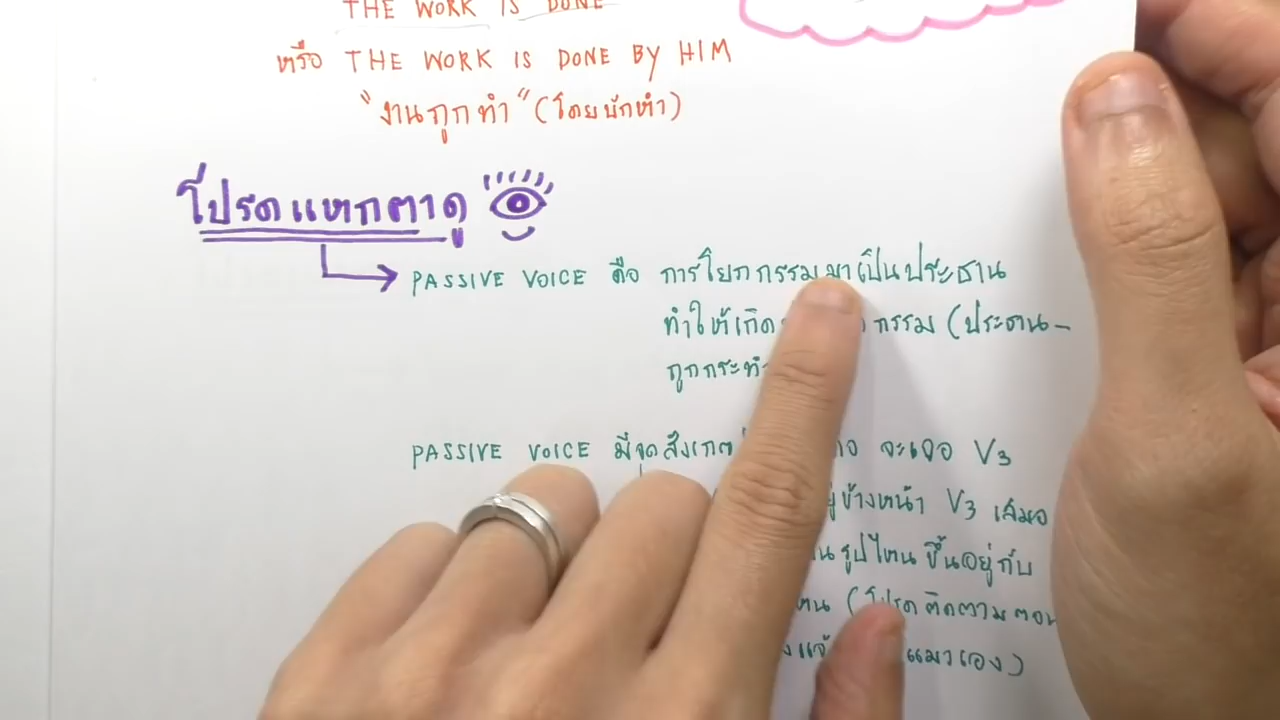 THE WORK IS DONE
หรือ THE WORK IS DONE BY HIM
"งานถูกทำ" (โดยบักหำ)
โปรดแหกตาดู
PASSIVE VOICE คือ การโยกกรรมมาเป็นประธาน
ทำให้เกิด กรรม (ประธาน-
ถูกกระทำ
PASSIVE VOICE มีจุดสังเกต จะเจอ V3
อยู่ข้างหน้า V3 เสมอ
รูปไหน ขึ้นอยู่กับ
ไหน (โปรดติดตามตอน
แมวเอง)